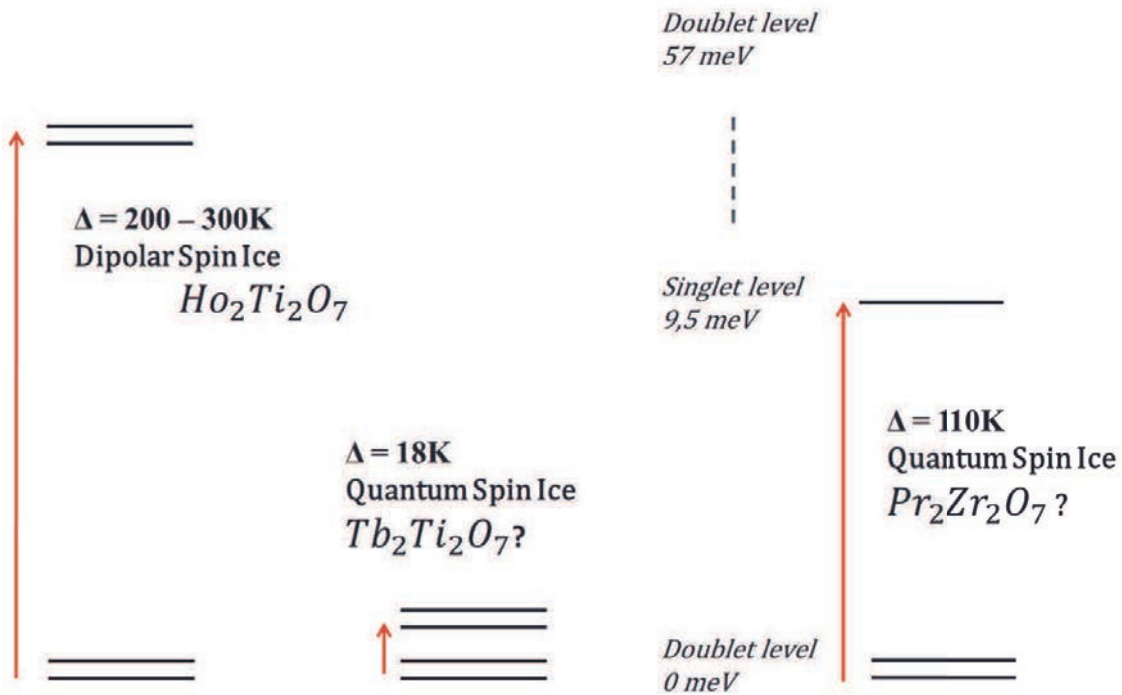 Doublet level
57 meV
Δ = 200 – 300K
Dipolar Spin Ice
Ho₂Ti₂O₇
Singlet level
9,5 meV
Δ = 18K
Quantum Spin Ice
Tb₂Ti₂O₇?
Δ = 110K
Quantum Spin Ice
Pr₂Zr₂O₇ ?
Doublet level
0 meV